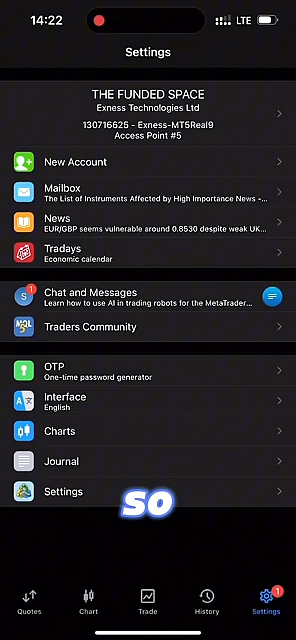 14:22
LTE
Settings
THE FUNDED SPACE
Exness Technologies Ltd
130716625 - Exness-MT5Real9
Access Point #5
New Account
Mailbox
The List of Instruments Affected by High Importance News -...
News
EUR/GBP seems vulnerable around 0.8530 despite weak UK...
Tradays
Economic calendar
S
1
Chat and Messages
Learn how to use AI in trading robots for the MetaTrader...
MQL5
Traders Community
OTP
One-time password generator
Interface
English
Charts
Journal
Settings
so
Quotes
Chart
Trade
History
1
Settings